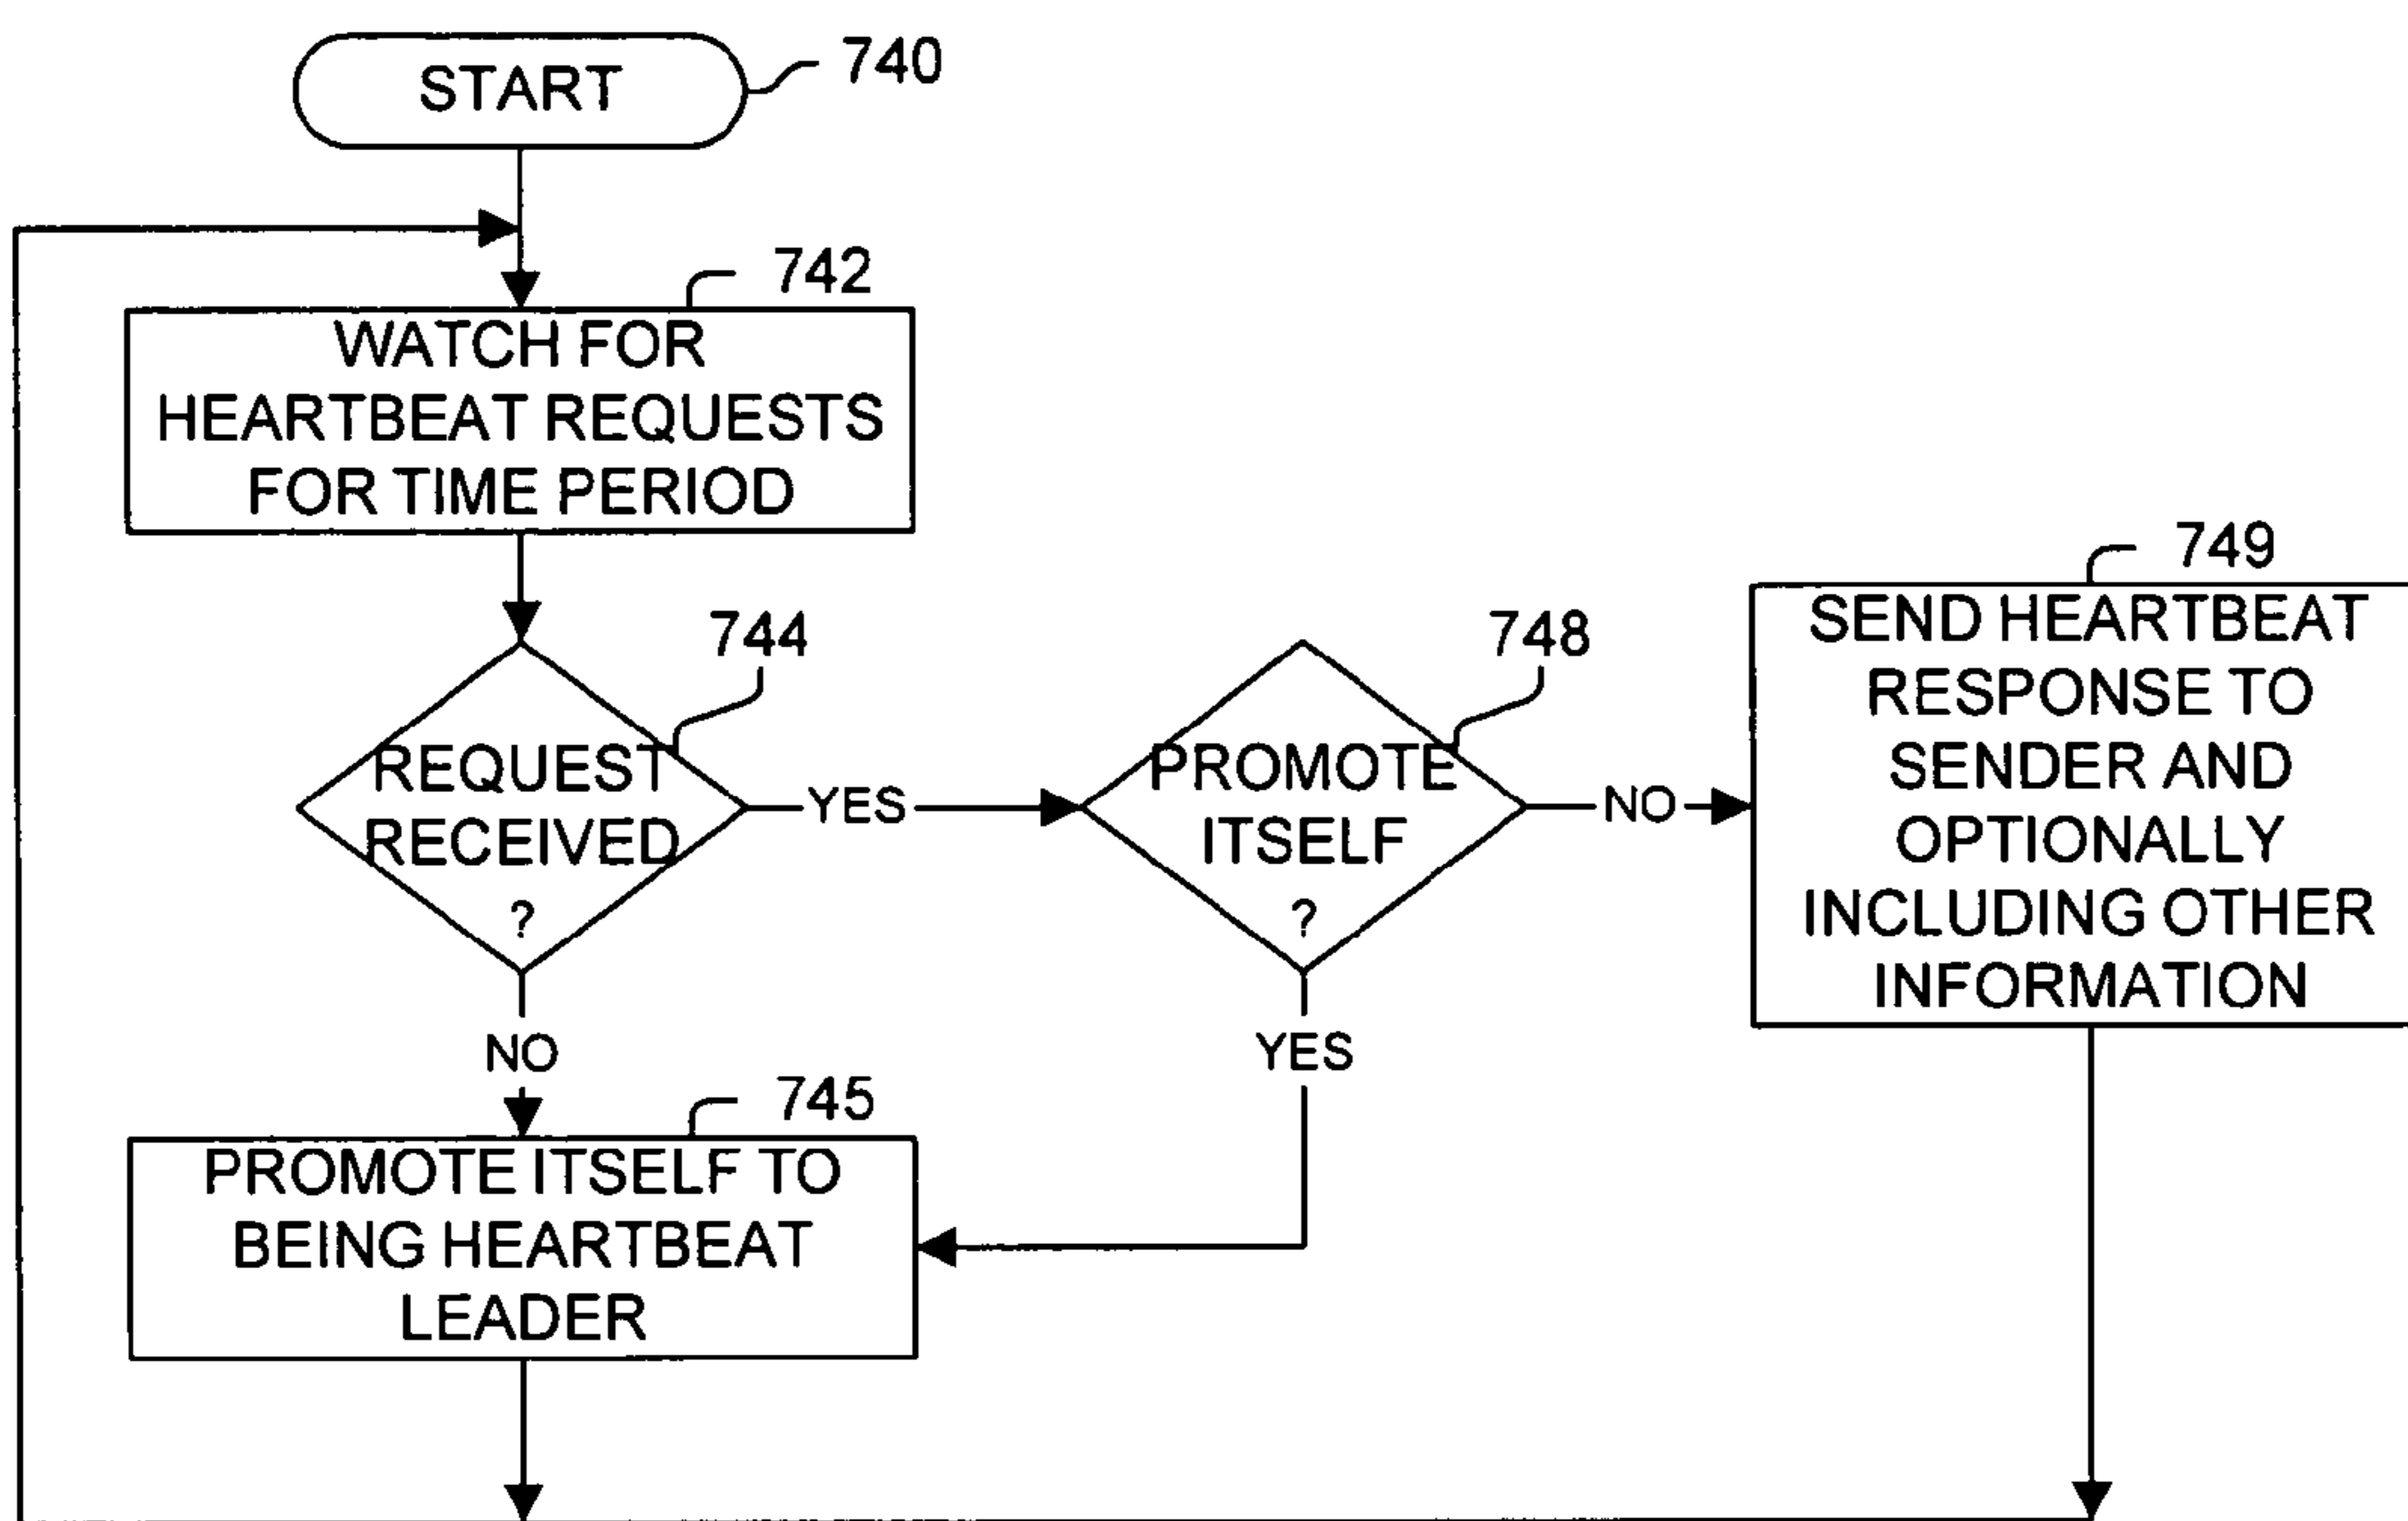 START
740
742
WATCH FOR
HEARTBEAT REQUESTS
FOR TIME PERIOD
744
REQUEST
RECEIVED
?
YES
748
PROMOTE
ITSELF
?
NO
749
SEND HEARTBEAT
RESPONSE TO
SENDER AND
OPTIONALLY
INCLUDING OTHER
INFORMATION
NO
YES
745
PROMOTE ITSELF TO
BEING HEARTBEAT
LEADER